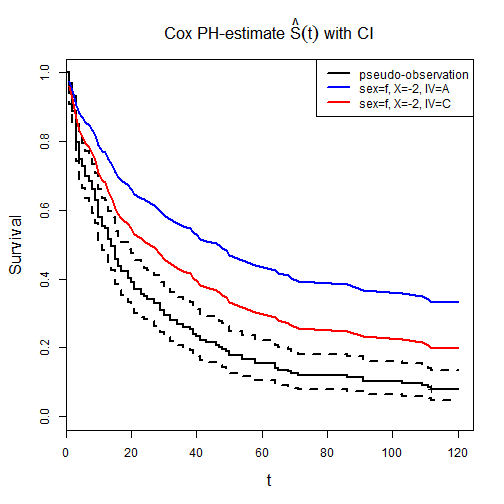 Cox PH-estimate Ŝ(t) with CI
pseudo-observation
sex=f, X=-2, IV=A
sex=f, X=-2, IV=C
Survival
1.0
0.8
0.6
0.4
0.2
0.0
0 20 40 60 80 100 120
t